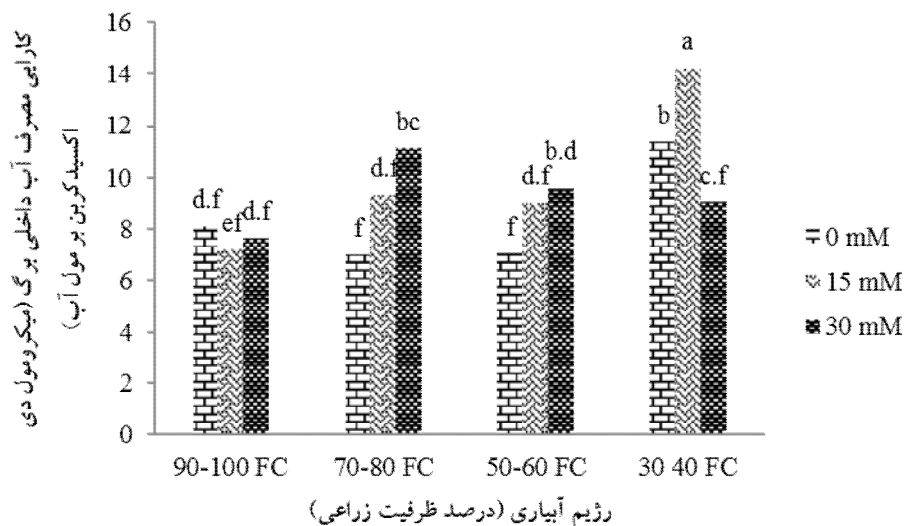 کارایی مصرف آب داخلی برگ (میکرومول دی
اکسیدکربن بر مول آب)
16
14
12
10
8
6
4
2
0
d.f
ef
d.f
f
d.f
bc
f
d.f
b.d
b
a
c.f
90-100 FC
70-80 FC
50-60 FC
30 40 FC
رژیم آبیاری (درصد ظرفیت زراعی)
0 mM
15 mM
30 mM